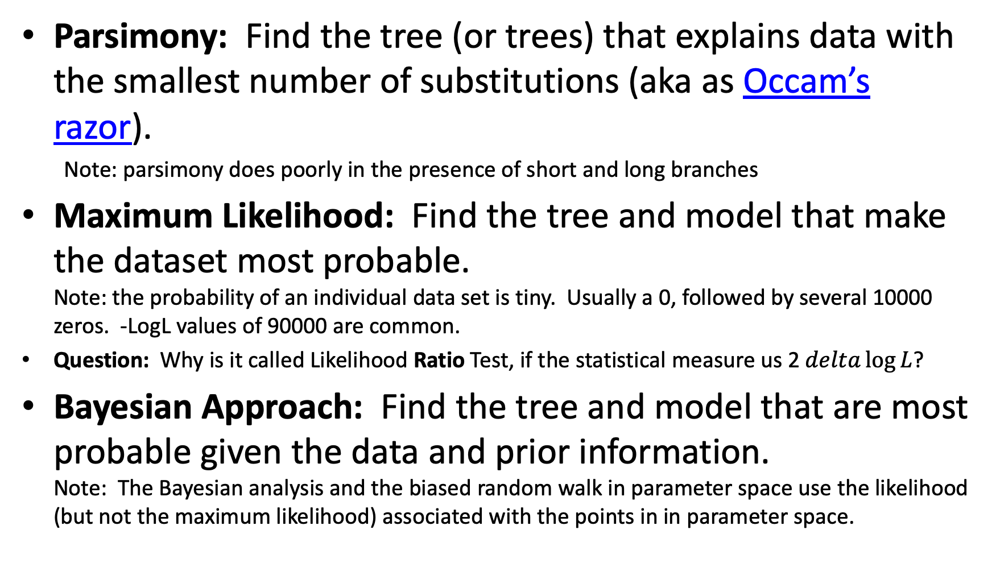 • Parsimony: Find the tree (or trees) that explains data with
the smallest number of substitutions (aka as Occam’s
razor).
Note: parsimony does poorly in the presence of short and long branches
• Maximum Likelihood: Find the tree and model that make
the dataset most probable.
Note: the probability of an individual data set is tiny. Usually a 0, followed by several 10000
zeros. -LogL values of 90000 are common.
• Question: Why is it called Likelihood Ratio Test, if the statistical measure us 2 delta log L?
• Bayesian Approach: Find the tree and model that are most
probable given the data and prior information.
Note: The Bayesian analysis and the biased random walk in parameter space use the likelihood
(but not the maximum likelihood) associated with the points in in parameter space.